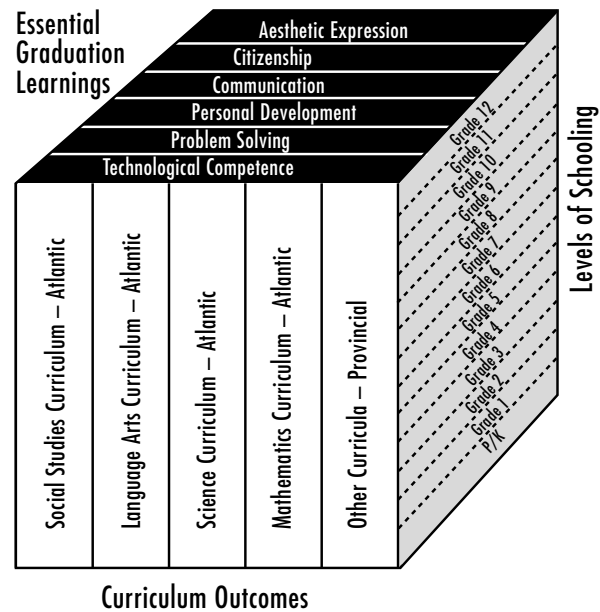 Essential
Graduation
Learnings
Aesthetic Expression
Citizenship
Communication
Personal Development
Problem Solving
Technological Competence
Social Studies Curriculum – Atlantic
Language Arts Curriculum – Atlantic
Science Curriculum – Atlantic
Mathematics Curriculum – Atlantic
Other Curricula – Provincial
Grade 12
Grade 11
Grade 10
Grade 9
Grade 8
Grade 7
Grade 6
Grade 5
Grade 4
Grade 3
Grade 2
Grade 1
P/K
Levels of Schooling
Curriculum Outcomes